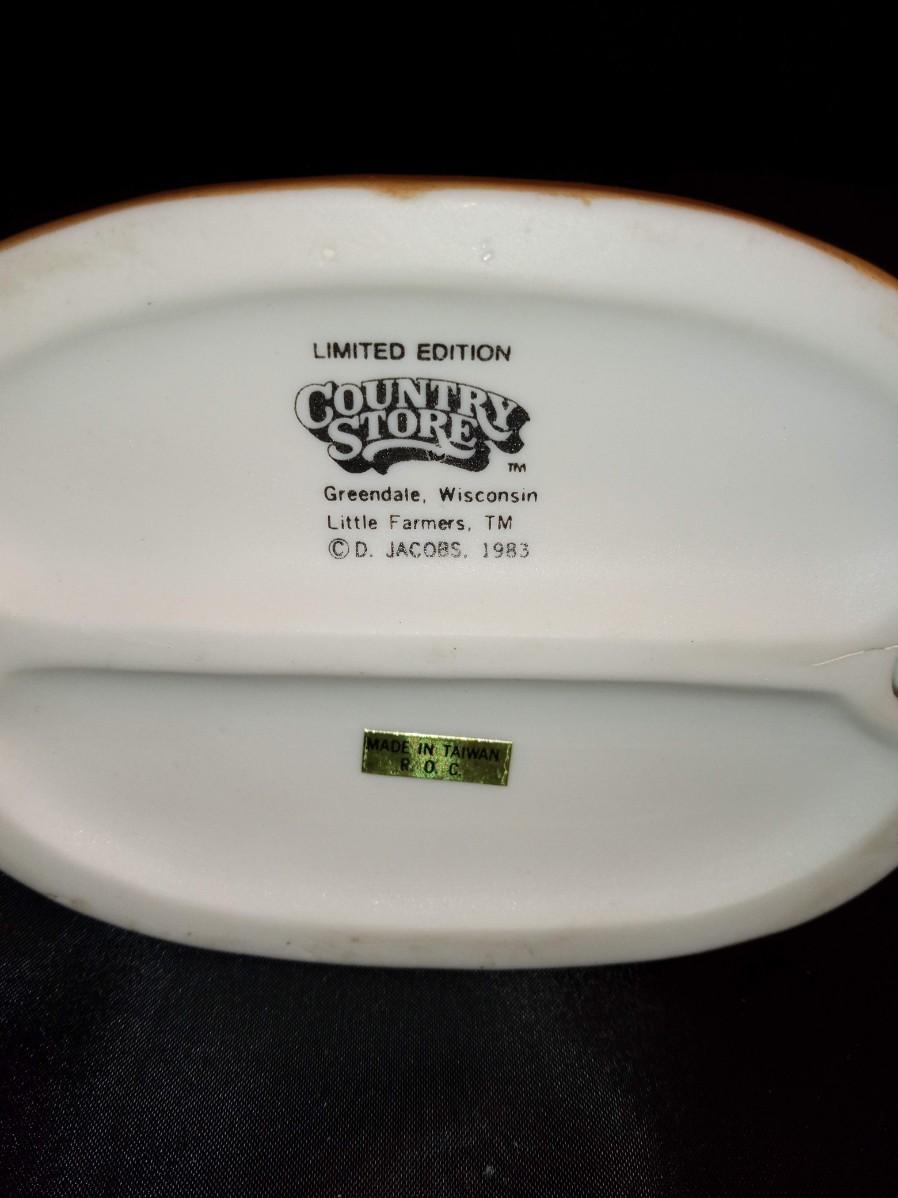 LIMITED EDITION
COUNTRY
STORE
TM
Greendale, Wisconsin
Little Farmers, TM
© D. JACOBS, 1983
MADE IN TAIWAN
R. O. C.